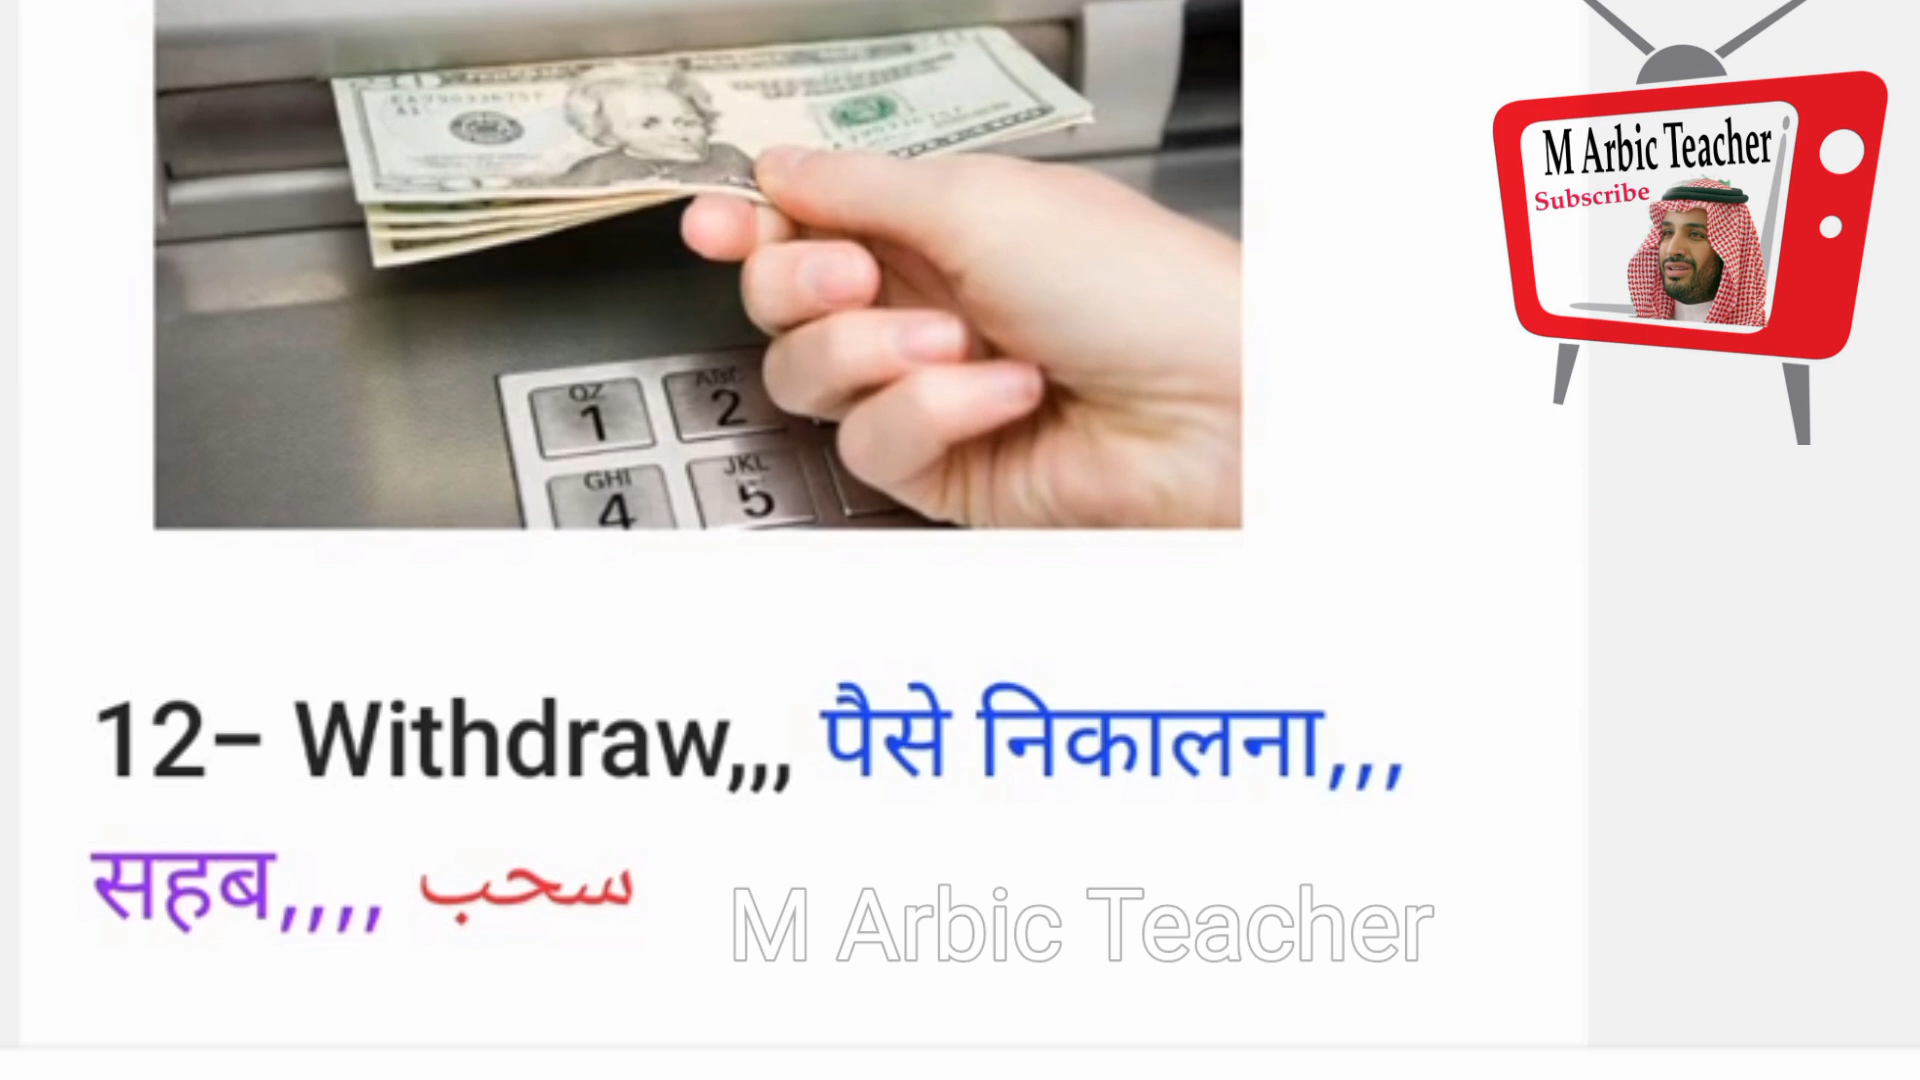 M Arbic Teacher
Subscribe
QZ
1
ABC
2
GHI
4
JKL
5
12– Withdraw,,, पैसे निकालना,,,
सहब,,,, سحب
M Arbic Teacher